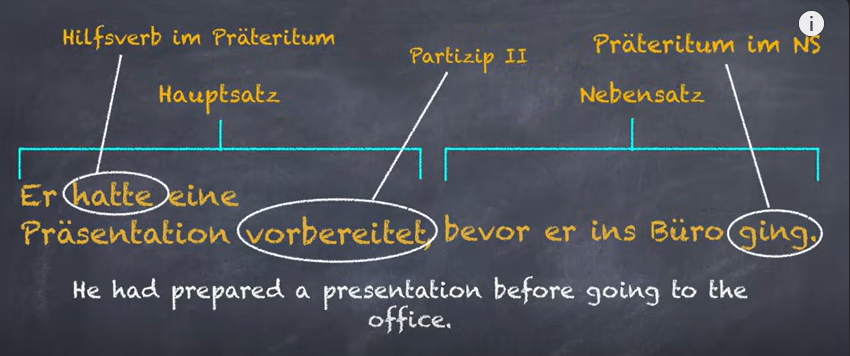 Hilfsverb im Präteritum
Partizip II
Präteritum im NS
Hauptsatz
Nebensatz
Er hatte eine
Präsentation vorbereitet, bevor er ins Büro ging.
He had prepared a presentation before going to the
office.
i